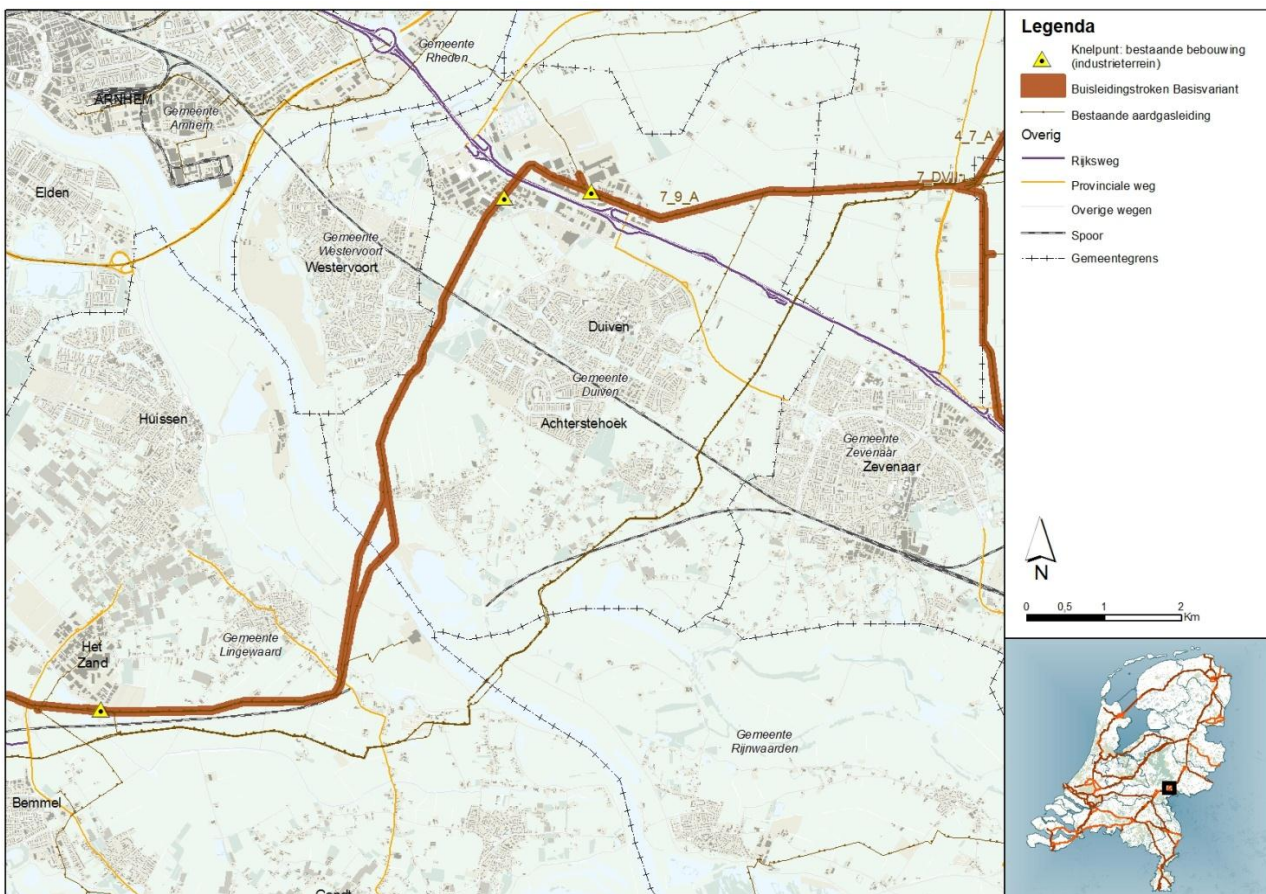 Gemeente
Rheden
ARNHEM
Gemeente
Arnhem
Elden
4_7_A
7_9_A
Gemeente
Westervoort
Westervoort
Duiven
Gemeente
Duiven
Huissen
Achterstehoek
Gemeente
Zevenaar
Zevenaar
Het
Zand
Gemeente
Lingewaard
Gemeente
Rijnwaarden
Bemmel
Legenda
Knelpunt: bestaande bebouwing
(industrieterrein)
Buisleidingstroken Basisvariant
Bestaande aardgasleiding
Overig
Rijksweg
Provinciale weg
Overige wegen
Spoor
Gemeentegrens
N
0 0,5 1 2
Km